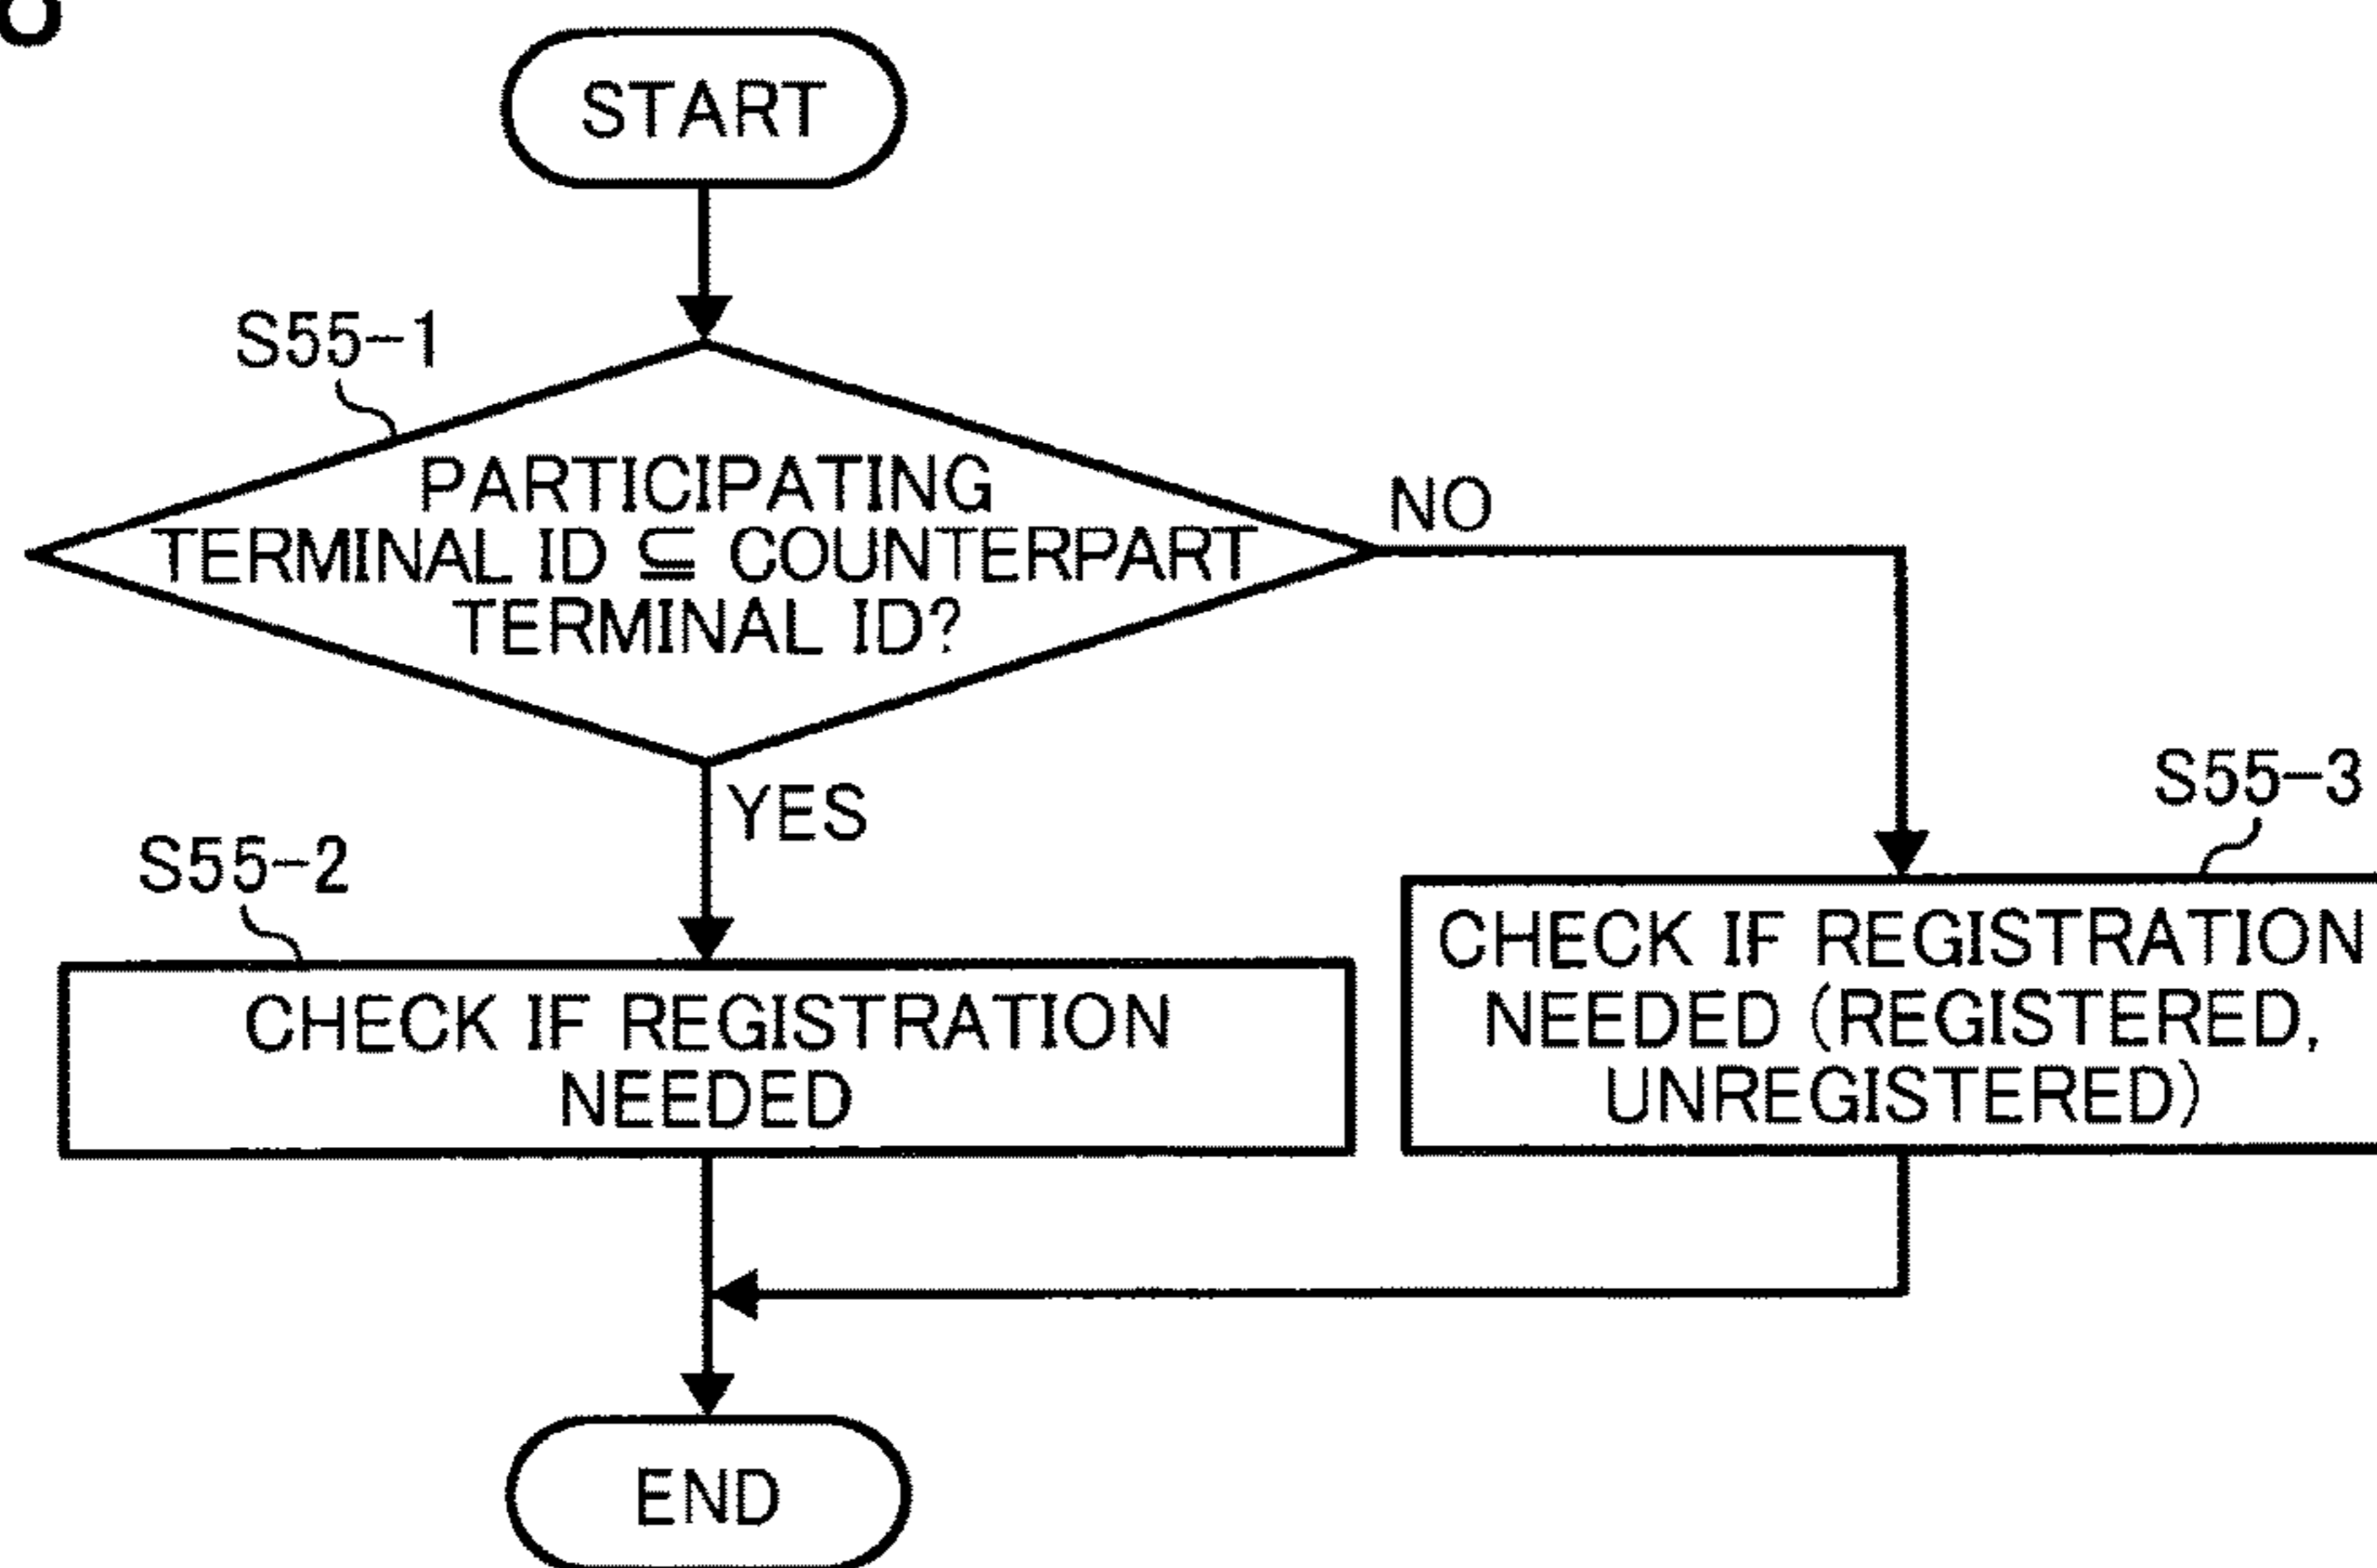 START
S55-1
PARTICIPATING
TERMINAL ID ⊆ COUNTERPART
TERMINAL ID?
NO
YES
S55-2
CHECK IF REGISTRATION
NEEDED
S55-3
CHECK IF REGISTRATION
NEEDED (REGISTERED,
UNREGISTERED)
END